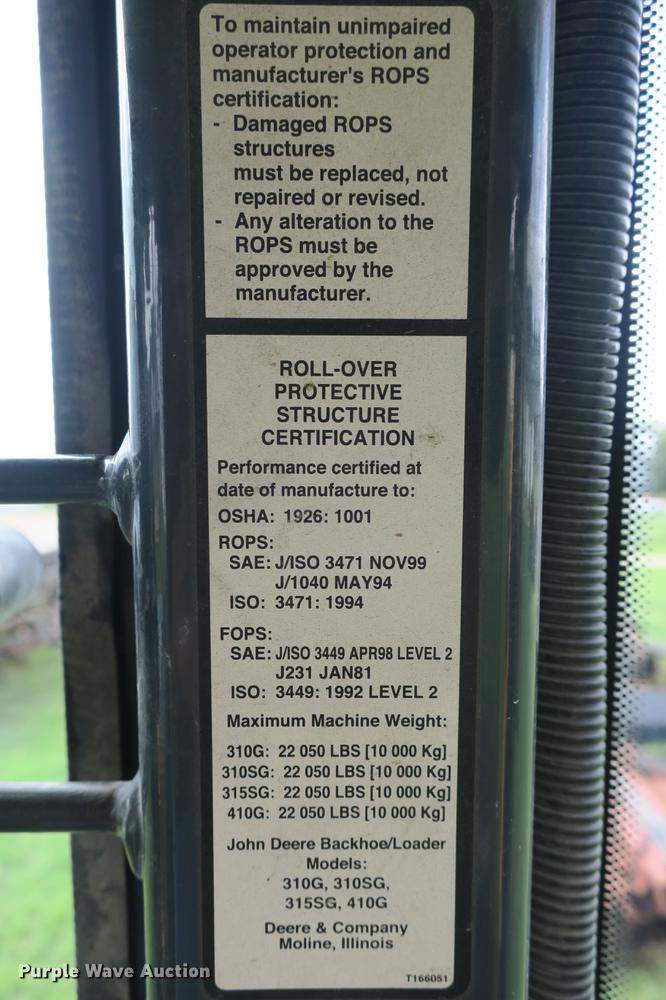 To maintain unimpaired
operator protection and
manufacturer's ROPS
certification:
- Damaged ROPS
structures
must be replaced, not
repaired or revised.
- Any alteration to the
ROPS must be
approved by the
manufacturer.
ROLL-OVER
PROTECTIVE
STRUCTURE
CERTIFICATION
Performance certified at
date of manufacture to:
OSHA: 1926: 1001
ROPS:
SAE: J/ISO 3471 NOV99
J/1040 MAY94
ISO: 3471: 1994
FOPS:
SAE: J/ISO 3449 APR98 LEVEL 2
J231 JAN81
ISO: 3449: 1992 LEVEL 2
Maximum Machine Weight:
310G: 22 050 LBS [10 000 Kg]
310SG: 22 050 LBS [10 000 Kg]
315SG: 22 050 LBS [10 000 Kg]
410G: 22 050 LBS [10 000 Kg]
John Deere Backhoe/Loader
Models:
310G, 310SG,
315SG, 410G
Deere & Company
Moline, Illinois
T166051
Purple Wave Auction